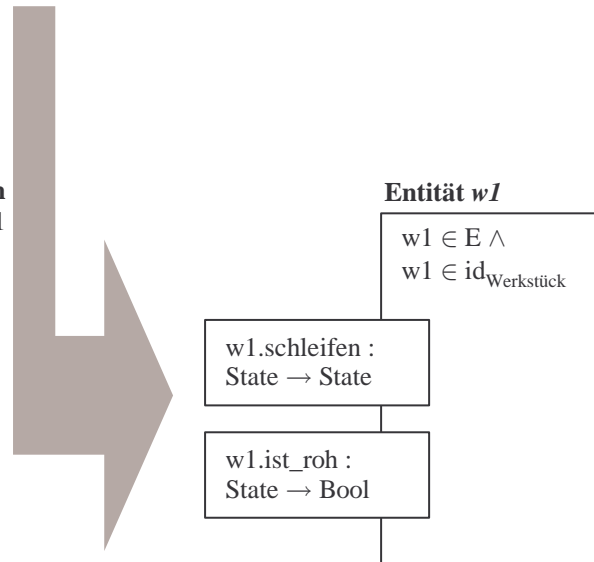 Entität w1
w1 ∈ E ∧
w1 ∈ id_Werkstück
w1.schleifen :
State → State
w1.ist_roh :
State → Bool